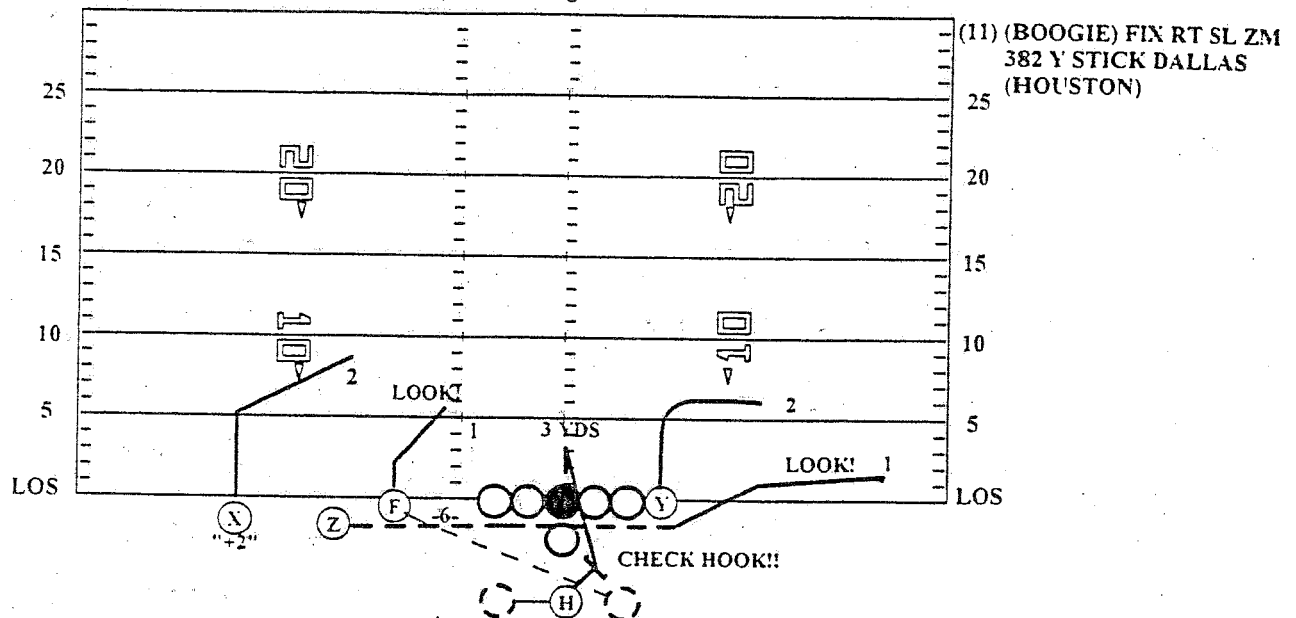 (11) (BOOGIE) FIX RT SL ZM
382 Y STICK DALLAS
(HOUSTON)
25 25
20 20 20 20
15 15
10 10 10 10
2 LOOK! 2
5 1 3 YDS 5
LOOK! 1
LOS X Z F -6- Y LOS
"+2"
CHECK HOOK!!
H